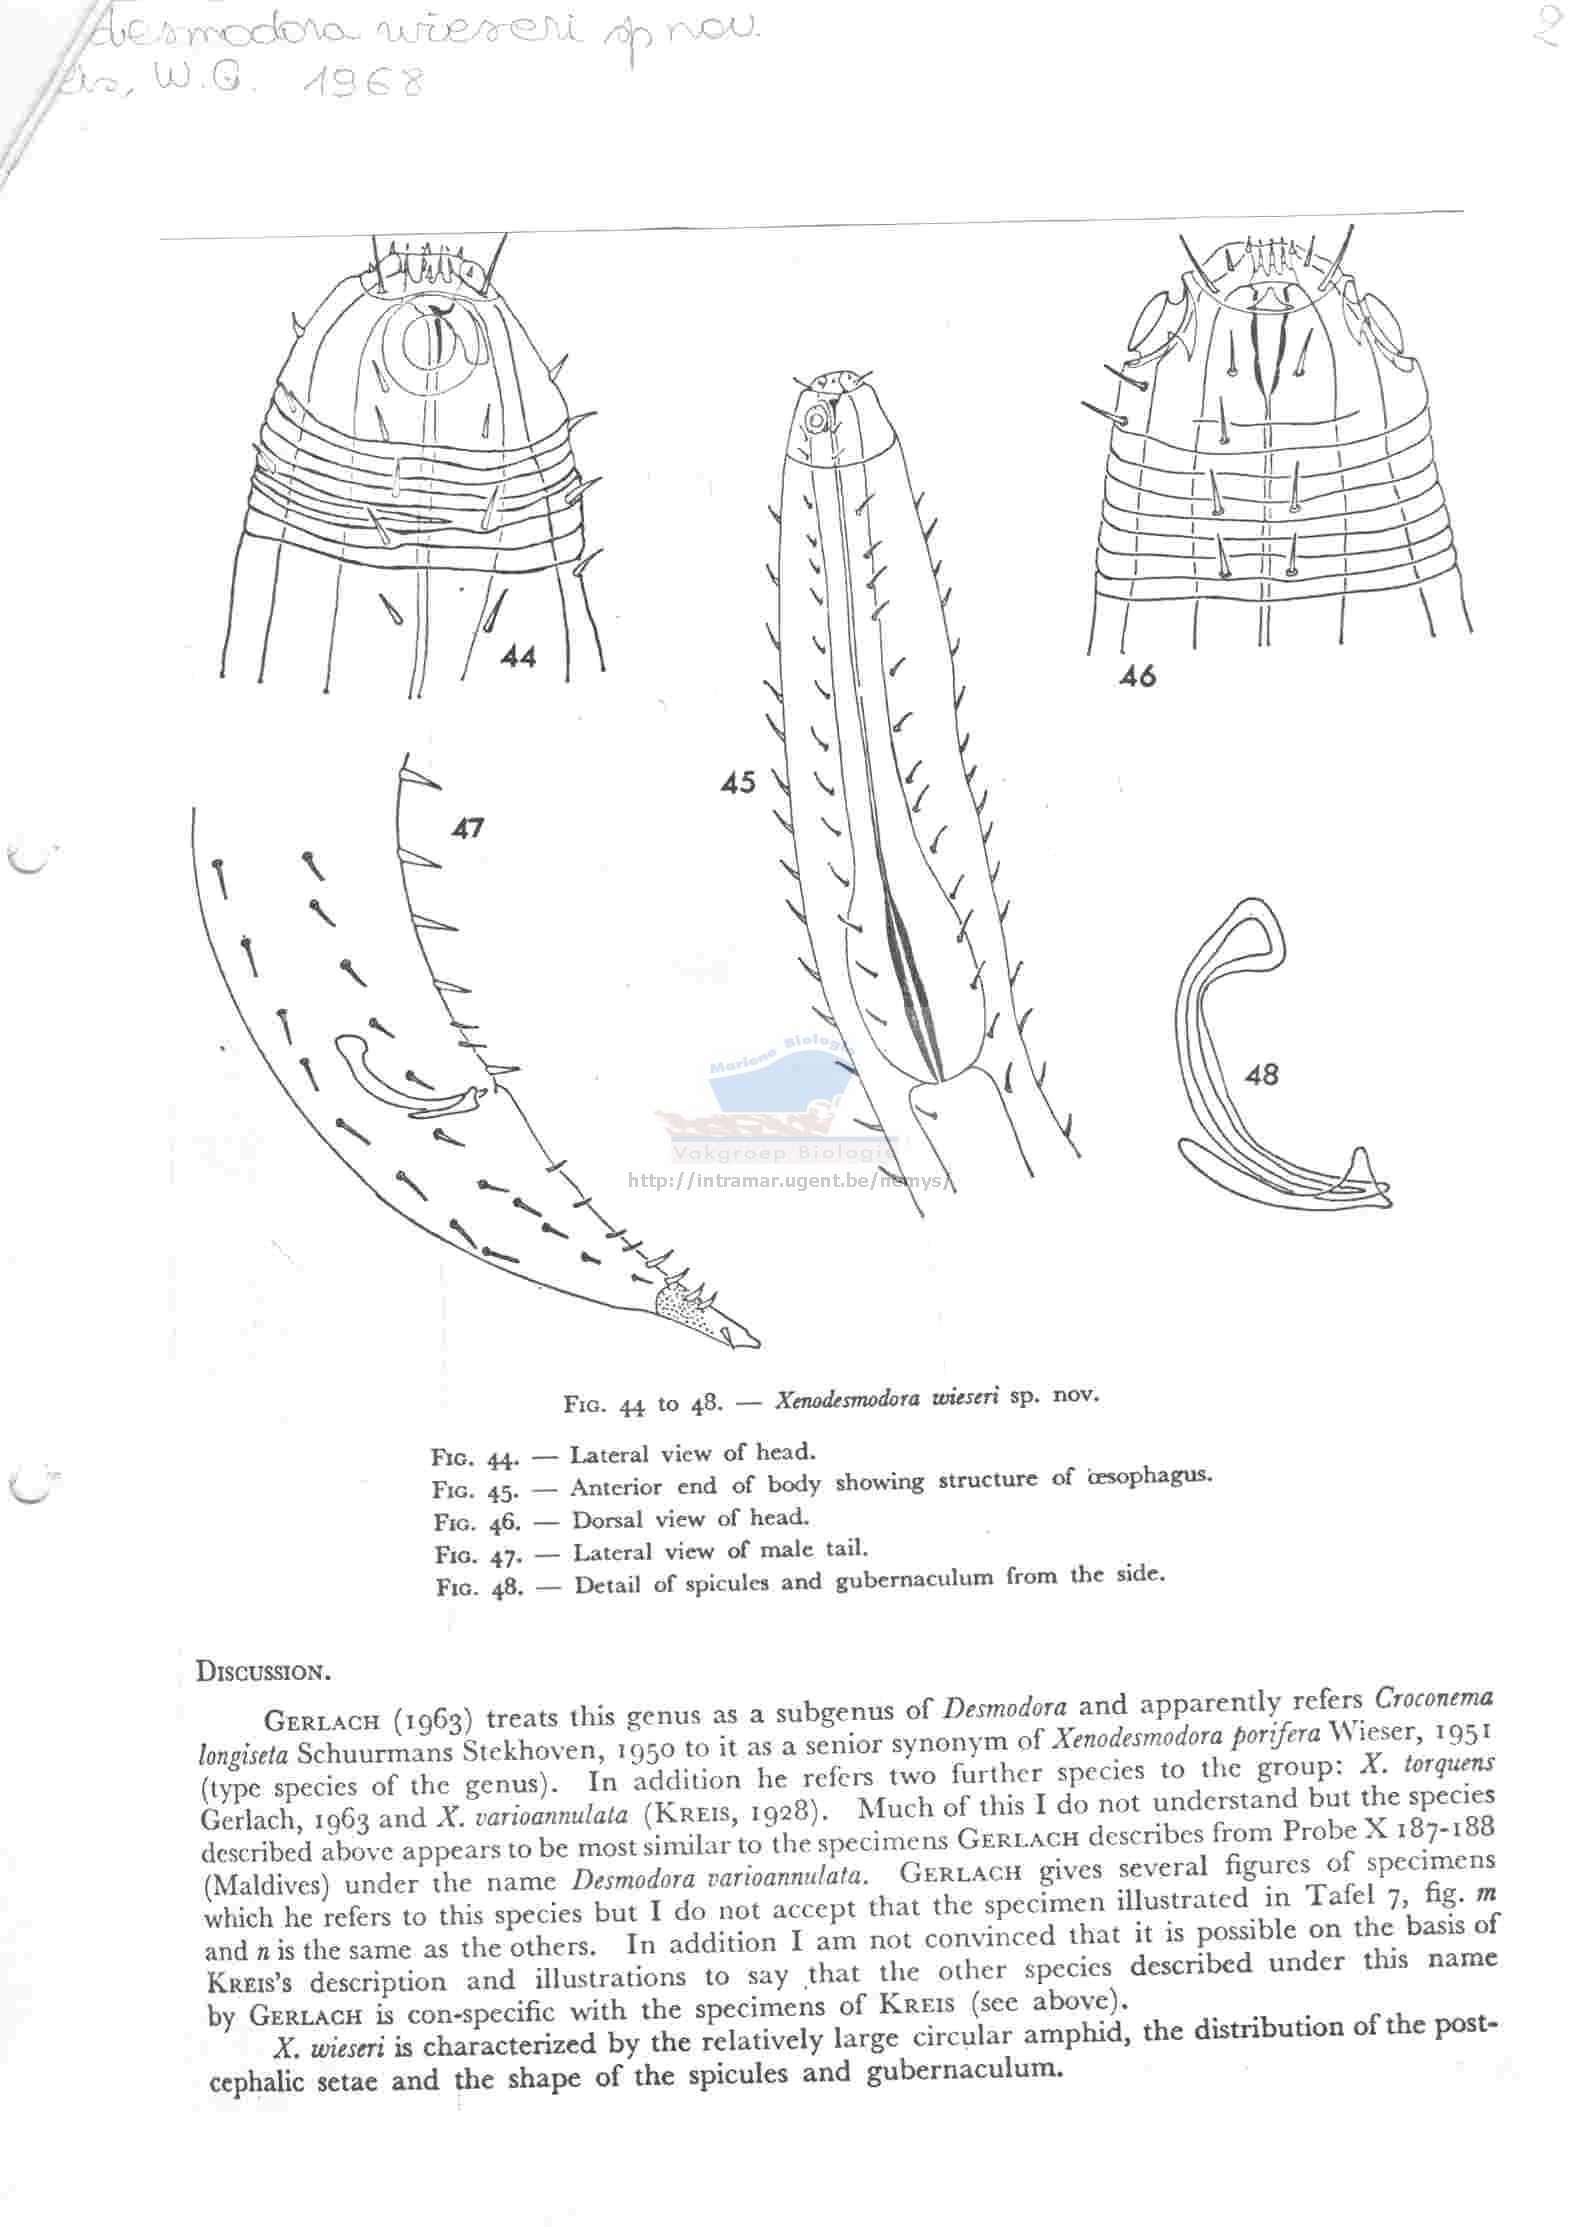 desmodora wieseri sp nov.
2
W.G. 1968
44
46
45
47
48
Mariene Biologie
Vakgroep Biologie
http://intramar.ugent.be/nemys/
FIG. 44 to 48. — Xenodesmodora wieseri sp. nov.
FIG. 44. — Lateral view of head.
FIG. 45. — Anterior end of body showing structure of œsophagus.
FIG. 46. — Dorsal view of head.
FIG. 47. — Lateral view of male tail.
FIG. 48. — Detail of spicules and gubernaculum from the side.
DISCUSSION.
GERLACH (1963) treats this genus as a subgenus of Desmodora and apparently refers Croconema
longiseta Schuurmans Stekhoven, 1950 to it as a senior synonym of Xenodesmodora porifera Wieser, 1951
(type species of the genus). In addition he refers two further species to the group: X. torquens
Gerlach, 1963 and X. varioannulata (KREIS, 1928). Much of this I do not understand but the species
described above appears to be most similar to the specimens GERLACH describes from Probe X 187-188
(Maldives) under the name Desmodora varioannulata. GERLACH gives several figures of specimens
which he refers to this species but I do not accept that the specimen illustrated in Tafel 7, fig. m
and n is the same as the others. In addition I am not convinced that it is possible on the basis of
KREIS's description and illustrations to say that the other species described under this name
by GERLACH is con-specific with the specimens of KREIS (see above).
X. wieseri is characterized by the relatively large circular amphid, the distribution of the post-
cephalic setae and the shape of the spicules and gubernaculum.